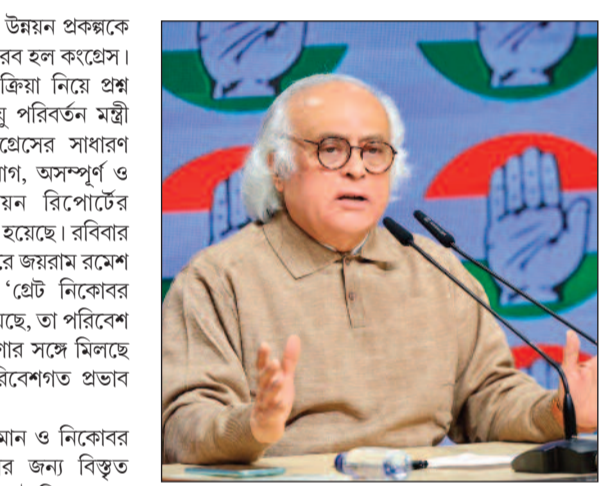 উন্নয়ন প্রকল্পকে
রব হল কংগ্রেস।
ক্রিয়া নিয়ে প্রশ্ন
পরিবর্তন মন্ত্রী
গ্রেসের সাধারণ
অসম্পূর্ণ ও
য়ন রিপোর্টের
হয়েছে। রবিবার
রে জয়রাম রমেশ
‘গ্রেট নিকোবর
তা পরিবেশ
সঙ্গে মিলছে
রিবেশগত প্রভাব
মান ও নিকোবর
র জন্য বিস্তৃত